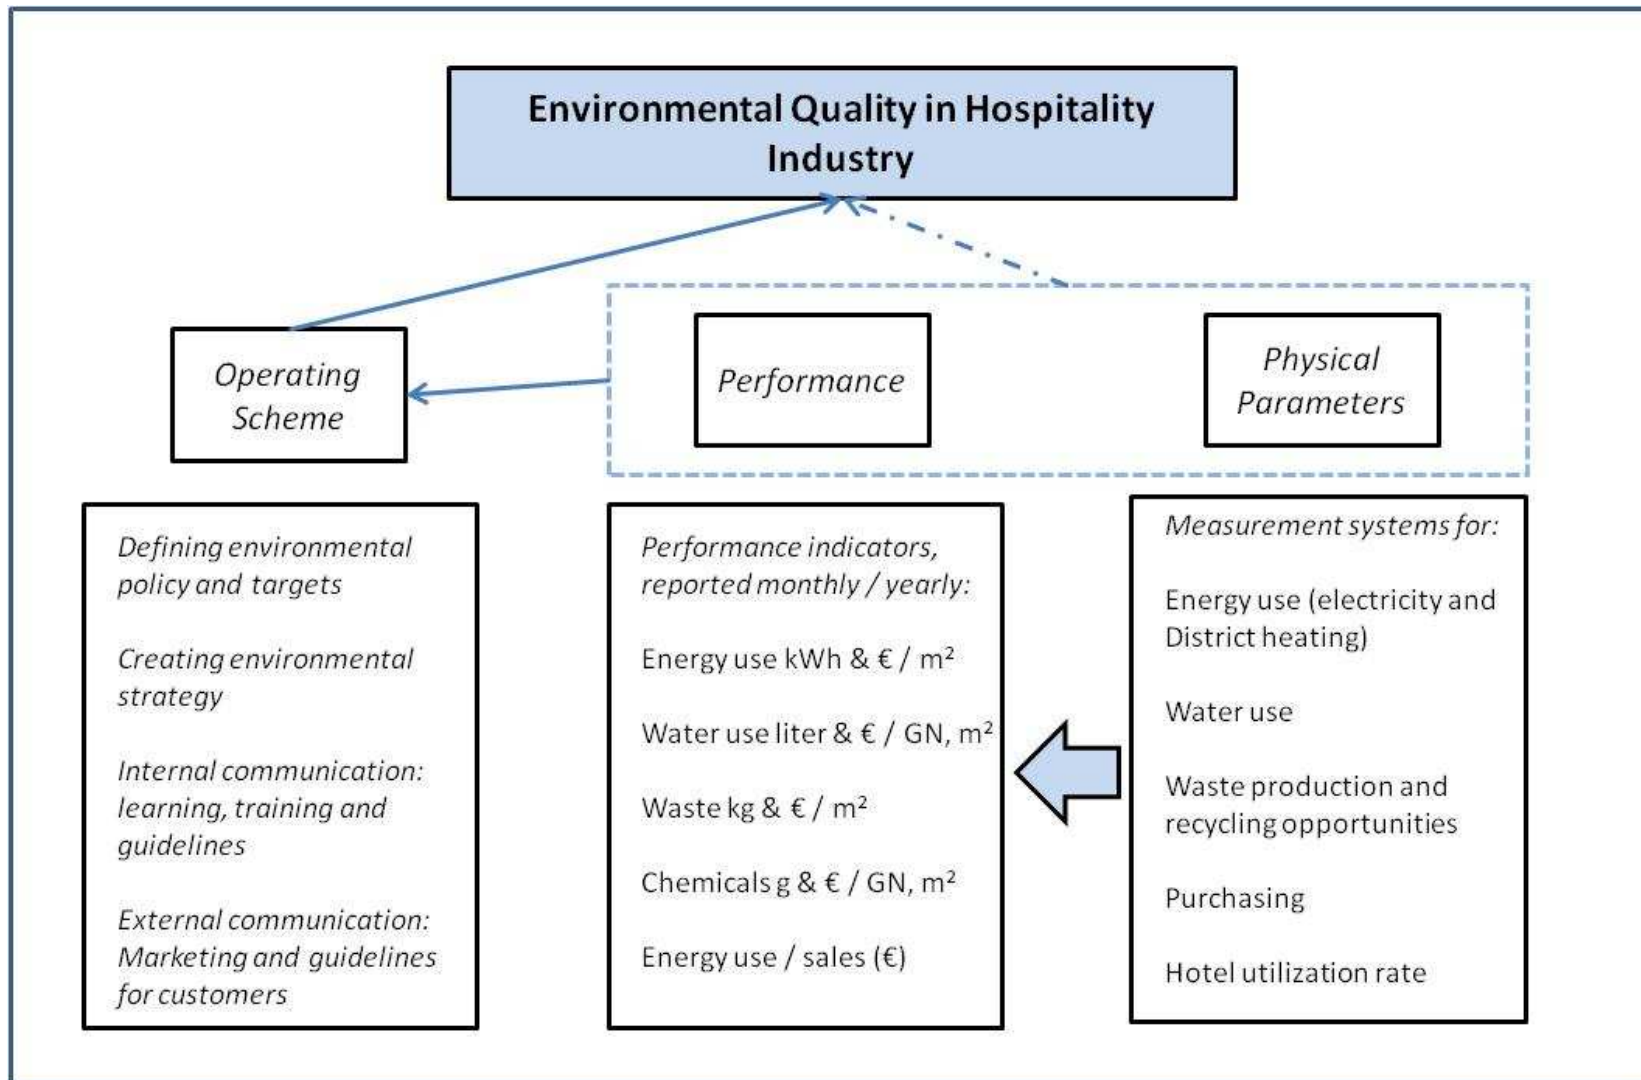 Environmental Quality in Hospitality
Industry
Operating
Scheme
Performance
Physical
Parameters
Defining environmental
policy and targets
Creating environmental
strategy
Internal communication:
learning, training and
guidelines
External communication:
Marketing and guidelines
for customers
Performance indicators,
reported monthly / yearly:
Energy use kWh & € / m²
Water use liter & € / GN, m²
Waste kg & € / m²
Chemicals g & € / GN, m²
Energy use / sales (€)
Measurement systems for:
Energy use (electricity and
District heating)
Water use
Waste production and
recycling opportunities
Purchasing
Hotel utilization rate